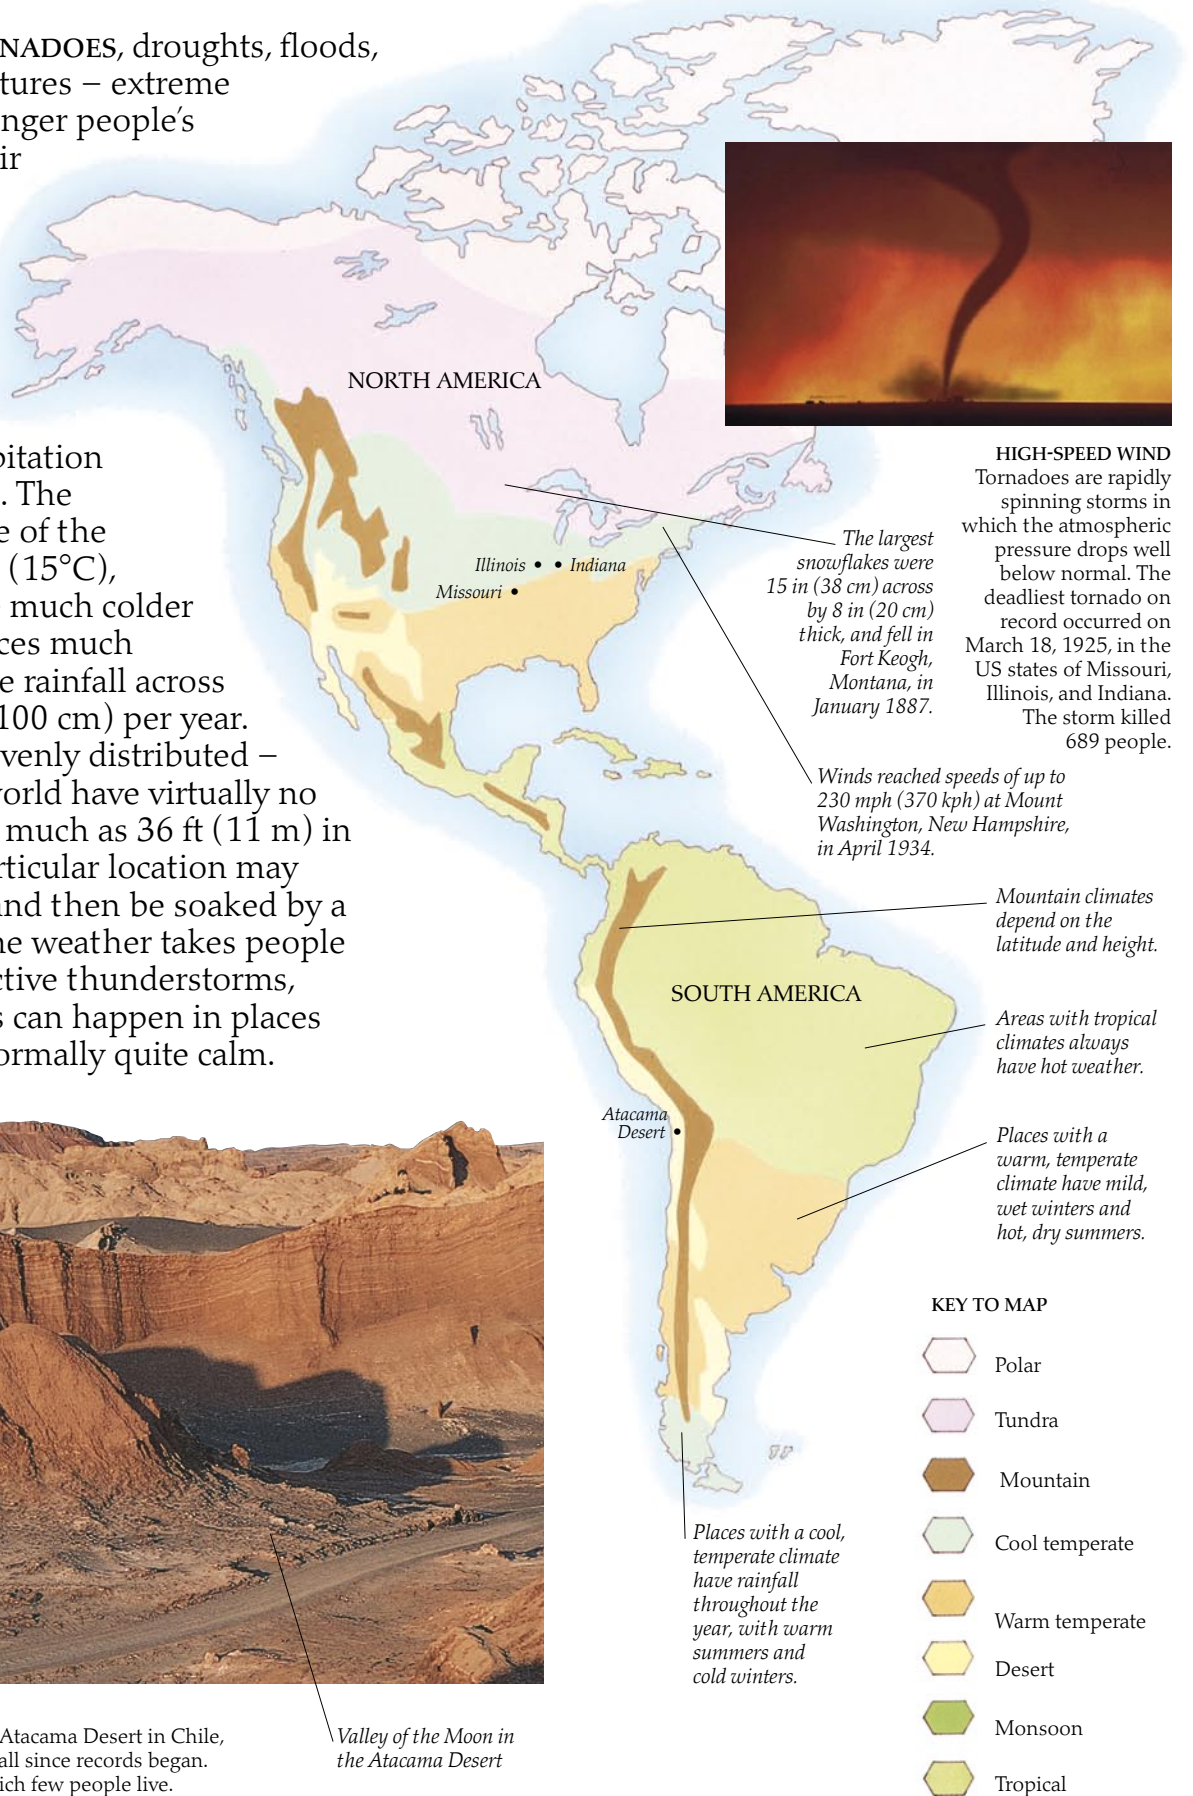 NADOES, droughts, floods,
tures – extreme
nger people’s
ir
NORTH AMERICA
pitation
. The
e of the
(15°C),
much colder
ces much
e rainfall across
100 cm) per year.
venly distributed –
world have virtually no
much as 36 ft (11 m) in
rticular location may
and then be soaked by a
he weather takes people
ctive thunderstorms,
s can happen in places
ormally quite calm.
Illinois • • Indiana
Missouri •
HIGH-SPEED WIND
Tornadoes are rapidly
spinning storms in
which the atmospheric
pressure drops well
below normal. The
deadliest tornado on
record occurred on
March 18, 1925, in the
US states of Missouri,
Illinois, and Indiana.
The storm killed
689 people.
The largest
snowflakes were
15 in (38 cm) across
by 8 in (20 cm)
thick, and fell in
Fort Keogh,
Montana, in
January 1887.
Winds reached speeds of up to
230 mph (370 kph) at Mount
Washington, New Hampshire,
in April 1934.
Mountain climates
depend on the
latitude and height.
SOUTH AMERICA
Areas with tropical
climates always
have hot weather.
Atacama
Desert •
Places with a
warm, temperate
climate have mild,
wet winters and
hot, dry summers.
KEY TO MAP
Polar
Tundra
Mountain
Cool temperate
Warm temperate
Desert
Monsoon
Tropical
Places with a cool,
temperate climate
have rainfall
throughout the
year, with warm
summers and
cold winters.
Atacama Desert in Chile,
all since records began.
ich few people live.
Valley of the Moon in
the Atacama Desert